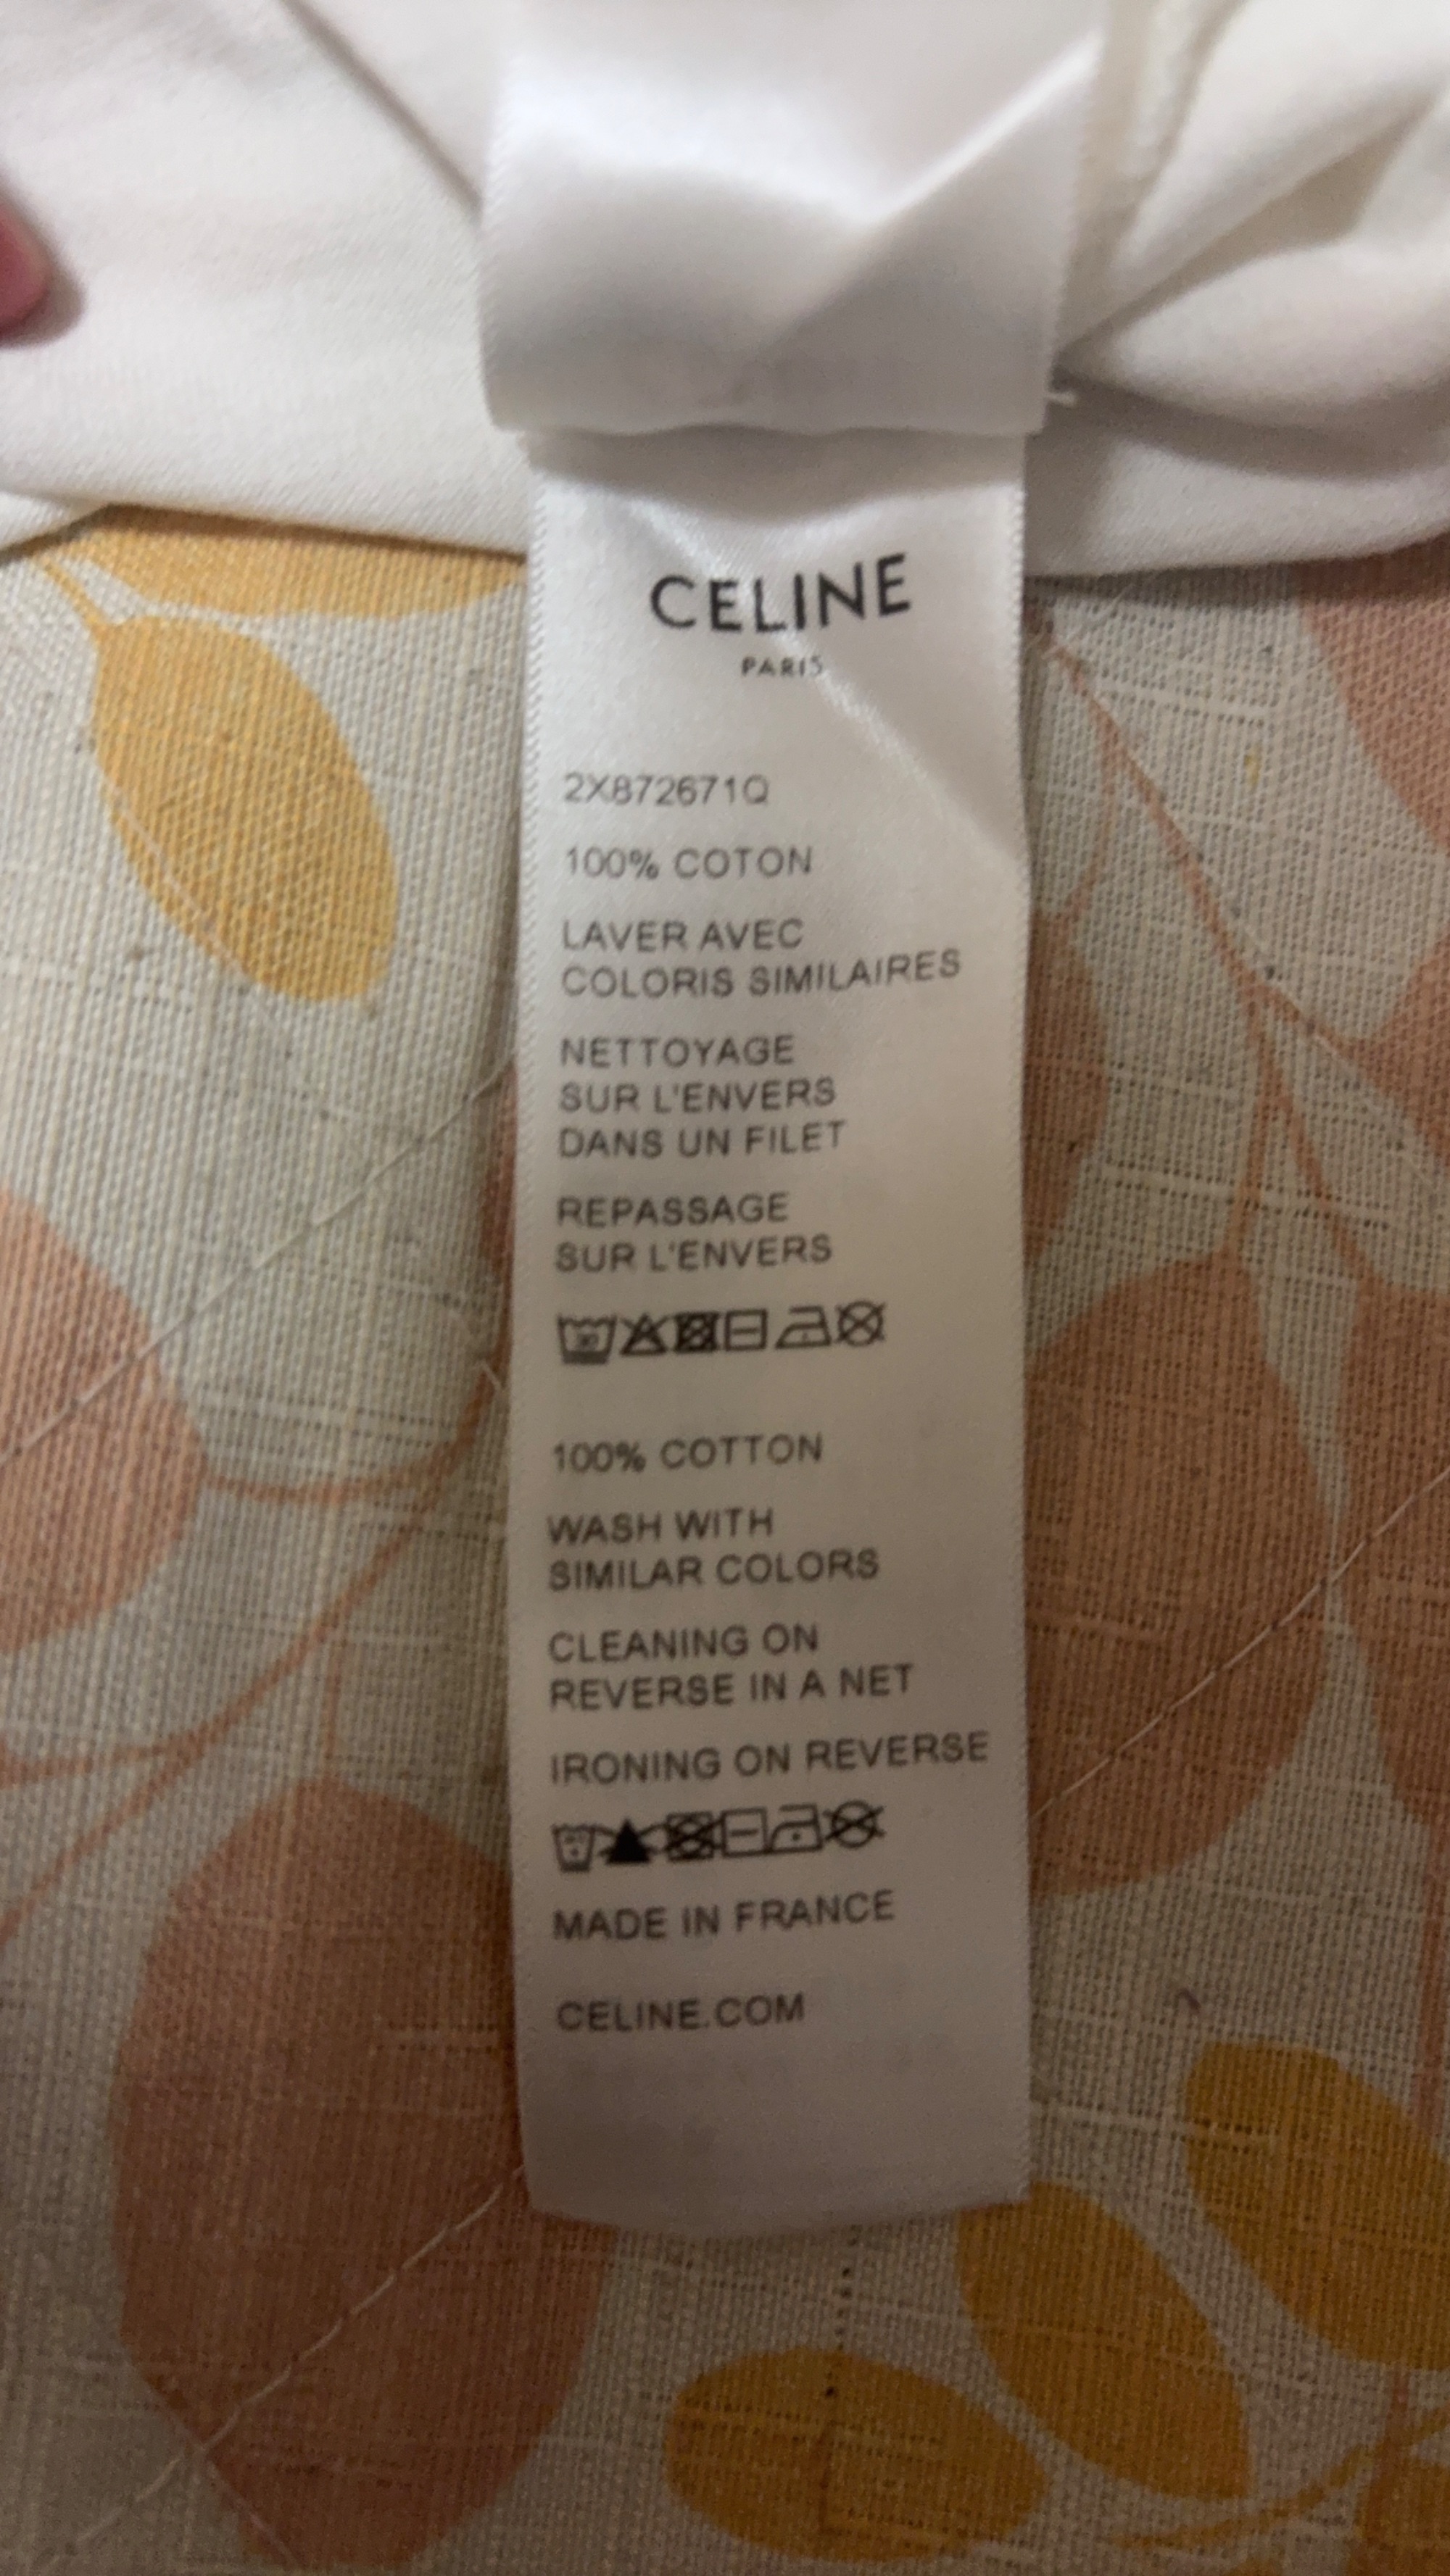 CELINE
PARIS
2X872671Q
100% COTON
LAVER AVEC
COLORIS SIMILAIRES
NETTOYAGE
SUR L'ENVERS
DANS UN FILET
REPASSAGE
SUR L'ENVERS
100% COTTON
WASH WITH
SIMILAR COLORS
CLEANING ON
REVERSE IN A NET
IRONING ON REVERSE
MADE IN FRANCE
CELINE.COM